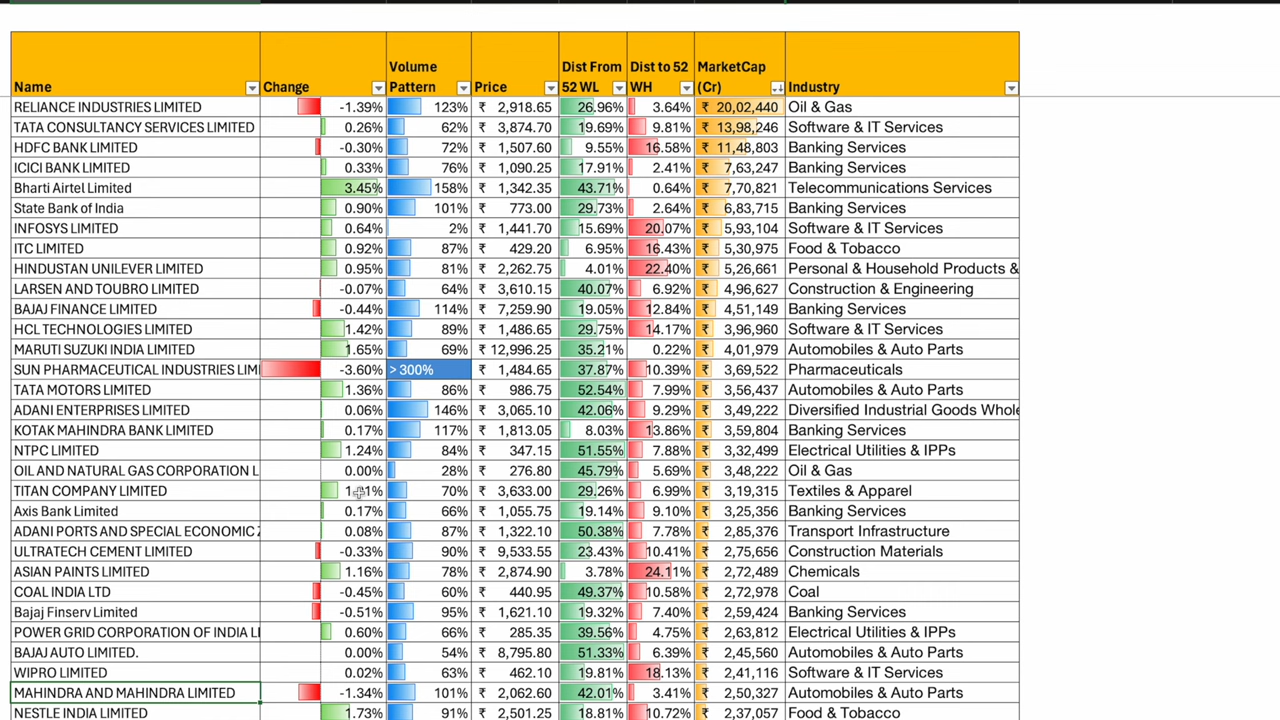 Name Change Volume Pattern Price Dist From 52 WL Dist to 52 WH MarketCap (Cr) Industry
RELIANCE INDUSTRIES LIMITED -1.39% 123% ₹ 2,918.65 26.96% 3.64% ₹ 20,02,440 Oil & Gas
TATA CONSULTANCY SERVICES LIMITED 0.26% 62% ₹ 3,874.70 19.69% 9.81% ₹ 13,98,246 Software & IT Services
HDFC BANK LIMITED -0.30% 72% ₹ 1,507.60 9.55% 16.58% ₹ 11,48,803 Banking Services
ICICI BANK LIMITED 0.33% 76% ₹ 1,090.25 17.91% 2.41% ₹ 7,63,247 Banking Services
Bharti Airtel Limited 3.45% 158% ₹ 1,342.35 43.71% 0.64% ₹ 7,70,821 Telecommunications Services
State Bank of India 0.90% 101% ₹ 773.00 29.73% 2.64% ₹ 6,83,715 Banking Services
INFOSYS LIMITED 0.64% 2% ₹ 1,441.70 15.69% 20.07% ₹ 5,93,104 Software & IT Services
ITC LIMITED 0.92% 87% ₹ 429.20 6.95% 16.43% ₹ 5,30,975 Food & Tobacco
HINDUSTAN UNILEVER LIMITED 0.95% 81% ₹ 2,262.75 4.01% 22.40% ₹ 5,26,661 Personal & Household Products &
LARSEN AND TOUBRO LIMITED -0.07% 64% ₹ 3,610.15 40.07% 6.92% ₹ 4,96,627 Construction & Engineering
BAJAJ FINANCE LIMITED -0.44% 114% ₹ 7,259.90 19.05% 12.84% ₹ 4,51,149 Banking Services
HCL TECHNOLOGIES LIMITED 1.42% 89% ₹ 1,486.65 29.75% 14.17% ₹ 3,96,960 Software & IT Services
MARUTI SUZUKI INDIA LIMITED 1.65% 69% ₹ 12,996.25 35.21% 0.22% ₹ 4,01,979 Automobiles & Auto Parts
SUN PHARMACEUTICAL INDUSTRIES LIMI -3.60% > 300% ₹ 1,484.65 37.87% 10.39% ₹ 3,69,522 Pharmaceuticals
TATA MOTORS LIMITED 1.36% 86% ₹ 986.75 52.54% 7.99% ₹ 3,56,437 Automobiles & Auto Parts
ADANI ENTERPRISES LIMITED 0.06% 146% ₹ 3,065.10 42.06% 9.29% ₹ 3,49,222 Diversified Industrial Goods Whole
KOTAK MAHINDRA BANK LIMITED 0.17% 117% ₹ 1,813.05 8.03% 13.86% ₹ 3,59,804 Banking Services
NTPC LIMITED 1.24% 84% ₹ 347.15 51.55% 7.88% ₹ 3,32,499 Electrical Utilities & IPPs
OIL AND NATURAL GAS CORPORATION L 0.00% 28% ₹ 276.80 45.79% 5.69% ₹ 3,48,222 Oil & Gas
TITAN COMPANY LIMITED 70% ₹ 3,633.00 29.26% 6.99% ₹ 3,19,315 Textiles & Apparel
Axis Bank Limited 0.17% 66% ₹ 1,055.75 19.14% 9.10% ₹ 3,25,356 Banking Services
ADANI PORTS AND SPECIAL ECONOMIC Z 0.08% 87% ₹ 1,322.10 50.38% 7.78% ₹ 2,85,376 Transport Infrastructure
ULTRATECH CEMENT LIMITED -0.33% 90% ₹ 9,533.55 23.43% 10.41% ₹ 2,75,656 Construction Materials
ASIAN PAINTS LIMITED 1.16% 78% ₹ 2,874.90 3.78% 24.11% ₹ 2,72,489 Chemicals
COAL INDIA LTD -0.45% 60% ₹ 440.95 49.37% 10.58% ₹ 2,72,978 Coal
Bajaj Finserv Limited -0.51% 95% ₹ 1,621.10 19.32% 7.40% ₹ 2,59,424 Banking Services
POWER GRID CORPORATION OF INDIA LI 0.60% 66% ₹ 285.35 39.56% 4.75% ₹ 2,63,812 Electrical Utilities & IPPs
BAJAJ AUTO LIMITED. 0.00% 54% ₹ 8,795.80 51.33% 6.39% ₹ 2,45,560 Automobiles & Auto Parts
WIPRO LIMITED 0.02% 63% ₹ 462.10 19.81% 18.13% ₹ 2,41,116 Software & IT Services
MAHINDRA AND MAHINDRA LIMITED -1.34% 101% ₹ 2,062.60 42.01% 3.41% ₹ 2,50,327 Automobiles & Auto Parts
NESTLE INDIA LIMITED 1.73% 91% ₹ 2,501.25 18.81% 10.72% ₹ 2,37,057 Food & Tobacco